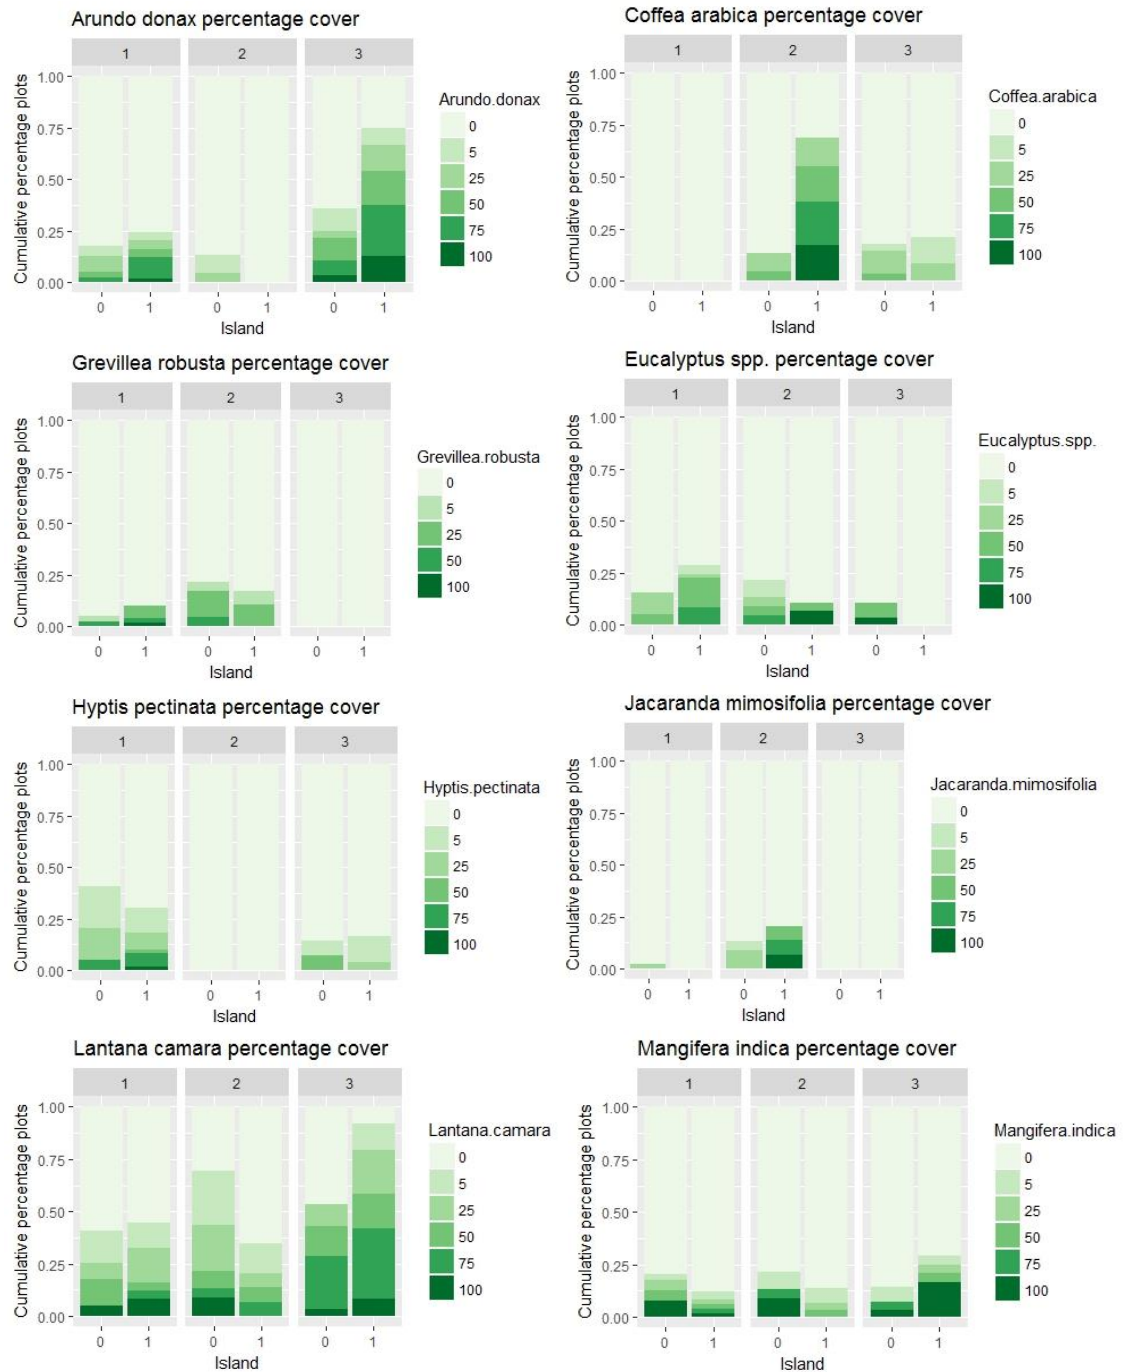 Arundo donax percentage cover
1 2 3
Cumulative percentage plots
1.00
0.75
0.50
0.25
0.00
0 1 0 1 0 1
Island
Arundo.donax
0
5
25
50
75
100
Coffea arabica percentage cover
1 2 3
Cumulative percentage plots
1.00
0.75
0.50
0.25
0.00
0 1 0 1 0 1
Island
Coffea.arabica
0
5
25
50
75
100
Grevillea robusta percentage cover
1 2 3
Cumulative percentage plots
1.00
0.75
0.50
0.25
0.00
0 1 0 1 0 1
Island
Grevillea.robusta
0
5
25
50
100
Eucalyptus spp. percentage cover
1 2 3
Cumulative percentage plots
1.00
0.75
0.50
0.25
0.00
0 1 0 1 0 1
Island
Eucalyptus.spp.
0
5
25
50
75
100
Hyptis pectinata percentage cover
1 2 3
Cumulative percentage plots
1.00
0.75
0.50
0.25
0.00
0 1 0 1 0 1
Island
Hyptis.pectinata
0
5
25
50
75
100
Jacaranda mimosifolia percentage cover
1 2 3
Cumulative percentage plots
1.00
0.75
0.50
0.25
0.00
0 1 0 1 0 1
Island
Jacaranda.mimosifolia
0
5
25
50
75
100
Lantana camara percentage cover
1 2 3
Cumulative percentage plots
1.00
0.75
0.50
0.25
0.00
0 1 0 1 0 1
Island
Lantana.camara
0
5
25
50
75
100
Mangifera indica percentage cover
1 2 3
Cumulative percentage plots
1.00
0.75
0.50
0.25
0.00
0 1 0 1 0 1
Island
Mangifera.indica
0
5
25
50
75
100